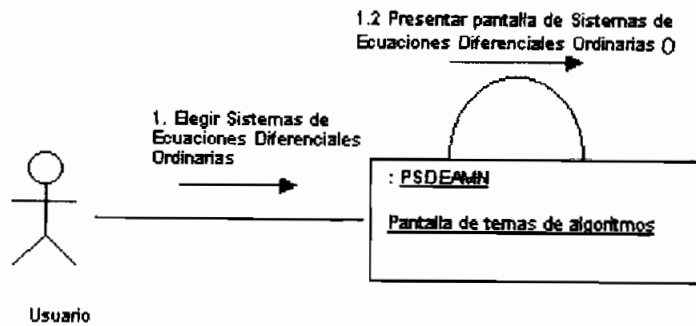 1.2 Presentar pantalla de Sistemas de
Ecuaciones Diferenciales Ordinarias ()
1. Elegir Sistemas de
Ecuaciones Diferenciales
Ordinarias
: PSDEAMN
Pantalla de temas de algoritmos
Usuario